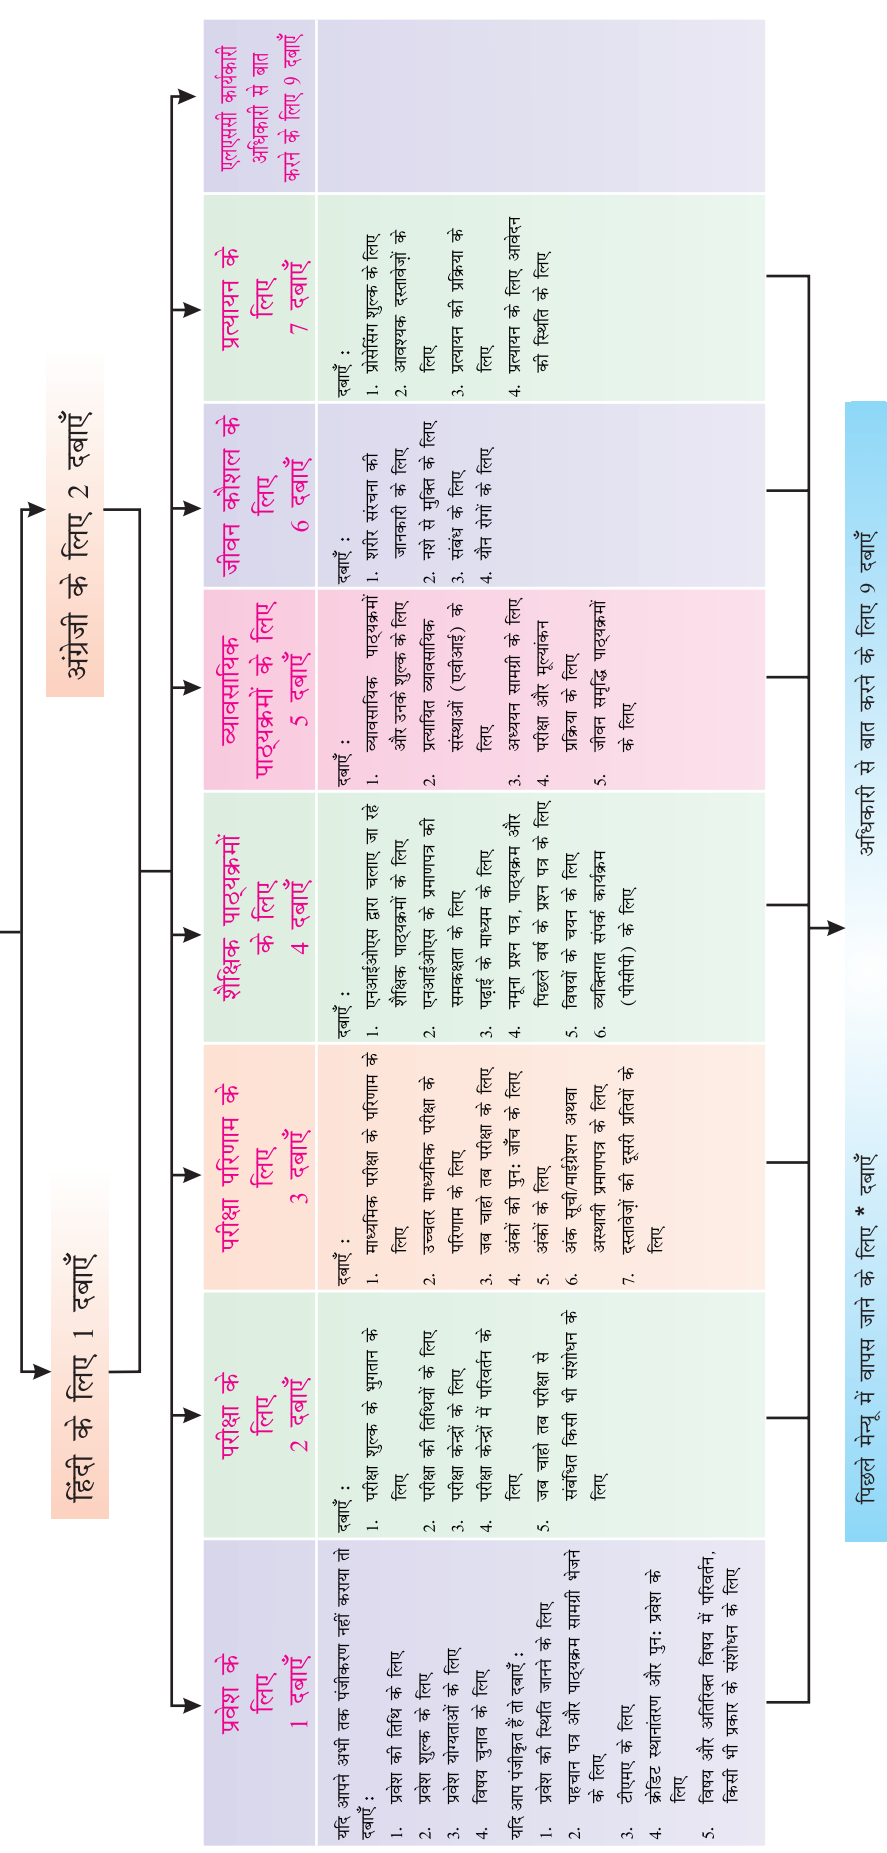 हिंदी के लिए 1 दबाएँ
अंग्रेजी के लिए 2 दबाएँ
प्रवेश के
लिए
1 दबाएँ
यदि आपने अभी तक पंजीकरण नहीं कराया तो
दबाएँ :
1. प्रवेश की तिथि के लिए
2. प्रवेश शुल्क के लिए
3. प्रवेश योग्यताओं के लिए
4. विषय चुनाव के लिए
यदि आप पंजीकृत हैं तो दबाएँ :
1. प्रवेश की स्थिति जानने के लिए
2. पहचान पत्र और पाठ्यक्रम सामग्री भेजने
के लिए
3. टीएमए के लिए
4. क्रेडिट स्थानांतरण और पुन: प्रवेश के
लिए
5. विषय और अतिरिक्त विषय में परिवर्तन,
किसी भी प्रकार के संशोधन के लिए
परीक्षा के
लिए
2 दबाएँ
दबाएँ :
1. परीक्षा शुल्क के भुगतान के
लिए
2. परीक्षा की तिथियों के लिए
3. परीक्षा केन्द्रों के लिए
4. परीक्षा केन्द्रों में परिवर्तन के
लिए
5. जब चाहो तब परीक्षा से
संबंधित किसी भी संशोधन के
लिए
परीक्षा परिणाम के
लिए
3 दबाएँ
दबाएँ :
1. माध्यमिक परीक्षा के परिणाम के
लिए
2. उच्चतर माध्यमिक परीक्षा के
परिणाम के लिए
3. जब चाहो तब परीक्षा के लिए
4. अंकों की पुन: जाँच के लिए
5. अंकों के लिए
6. अंक सूची/माईग्रेशन अथवा
अस्थायी प्रमाणपत्र के लिए
7. दस्तावेज़ों की दूसरी प्रतियों के
लिए
शैक्षिक पाठ्यक्रमों
के लिए
4 दबाएँ
दबाएँ :
1. एनआईओएस द्वारा चलाए जा रहे
शैक्षिक पाठ्यक्रमों के लिए
2. एनआईओएस के प्रमाणपत्र की
समकक्षता के लिए
3. पढ़ाई के माध्यम के लिए
4. नमूना प्रश्न पत्र, पाठ्यक्रम और
पिछले वर्ष के प्रश्न पत्र के लिए
5. विषयों के चयन के लिए
6. व्यक्तिगत संपर्क कार्यक्रम
(पीसीपी) के लिए
व्यावसायिक
पाठ्यक्रमों के लिए
5 दबाएँ
दबाएँ :
1. व्यावसायिक पाठ्यक्रमों
और उनके शुल्क के लिए
2. प्रत्यायित व्यावसायिक
संस्थाओं (एवीआई) के
लिए
3. अध्ययन सामग्री के लिए
4. परीक्षा और मूल्यांकन
प्रक्रिया के लिए
5. जीवन समृद्धि पाठ्यक्रमों
के लिए
जीवन कौशल के
लिए
6 दबाएँ
दबाएँ :
1. शरीर संरचना की
जानकारी के लिए
2. नशे से मुक्ति के लिए
3. संबंध के लिए
4. यौन रोगों के लिए
प्रत्यायन के
लिए
7 दबाएँ
दबाएँ :
1. प्रोसेसिंग शुल्क के लिए
2. आवश्यक दस्तावेज़ों के
लिए
3. प्रत्यायन की प्रक्रिया के
लिए
4. प्रत्यायन के लिए आवेदन
की स्थिति के लिए
एलएससी कार्यकारी
अधिकारी से बात
करने के लिए 9 दबाएँ
पिछले मेन्यू में वापस जाने के लिए * दबाएँ
अधिकारी से बात करने के लिए 9 दबाएँ